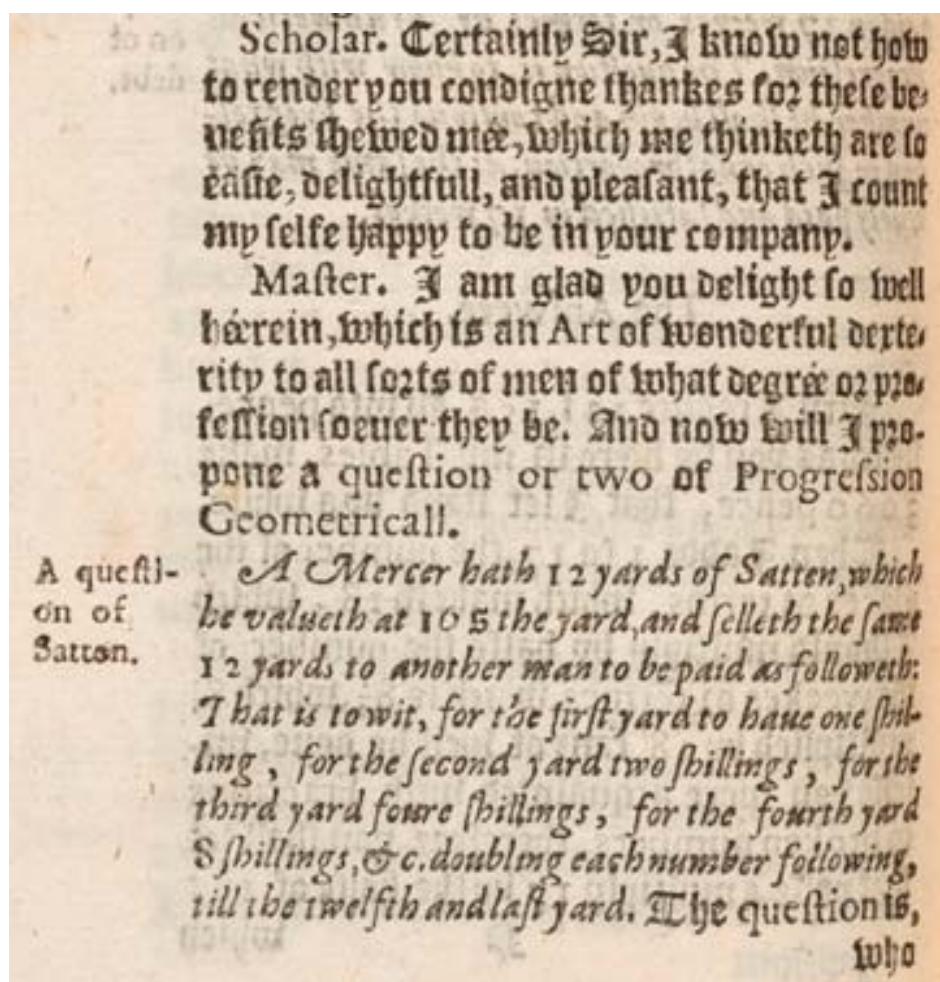 Scholar. Certainly Sir, I know not how
to render you condigne thankes for these be-
nefits shewed mée, which me thinketh are so
easie, delightfull, and pleasant, that I count
my selfe happy to be in your company.
Master. I am glad you delight so well
hérein, which is an Art of wonderful dexte-
rity to all sorts of men of what degrée or pro-
fession soeuer they be. And now will I pro-
pone a question or two of Progression
Geometricall.
A questi-
on of
Satten.
A Mercer hath 12 yards of Satten, which
he valueth at 10 s the yard, and selleth the same
12 yards to another man to be paid as followeth:
That is to wit, for the first yard to haue one shil-
ling, for the second yard two shillings, for the
third yard foure shillings, for the fourth yard
8 shillings, &c. doubling each number following,
till the twelfth and last yard. The question is,
who